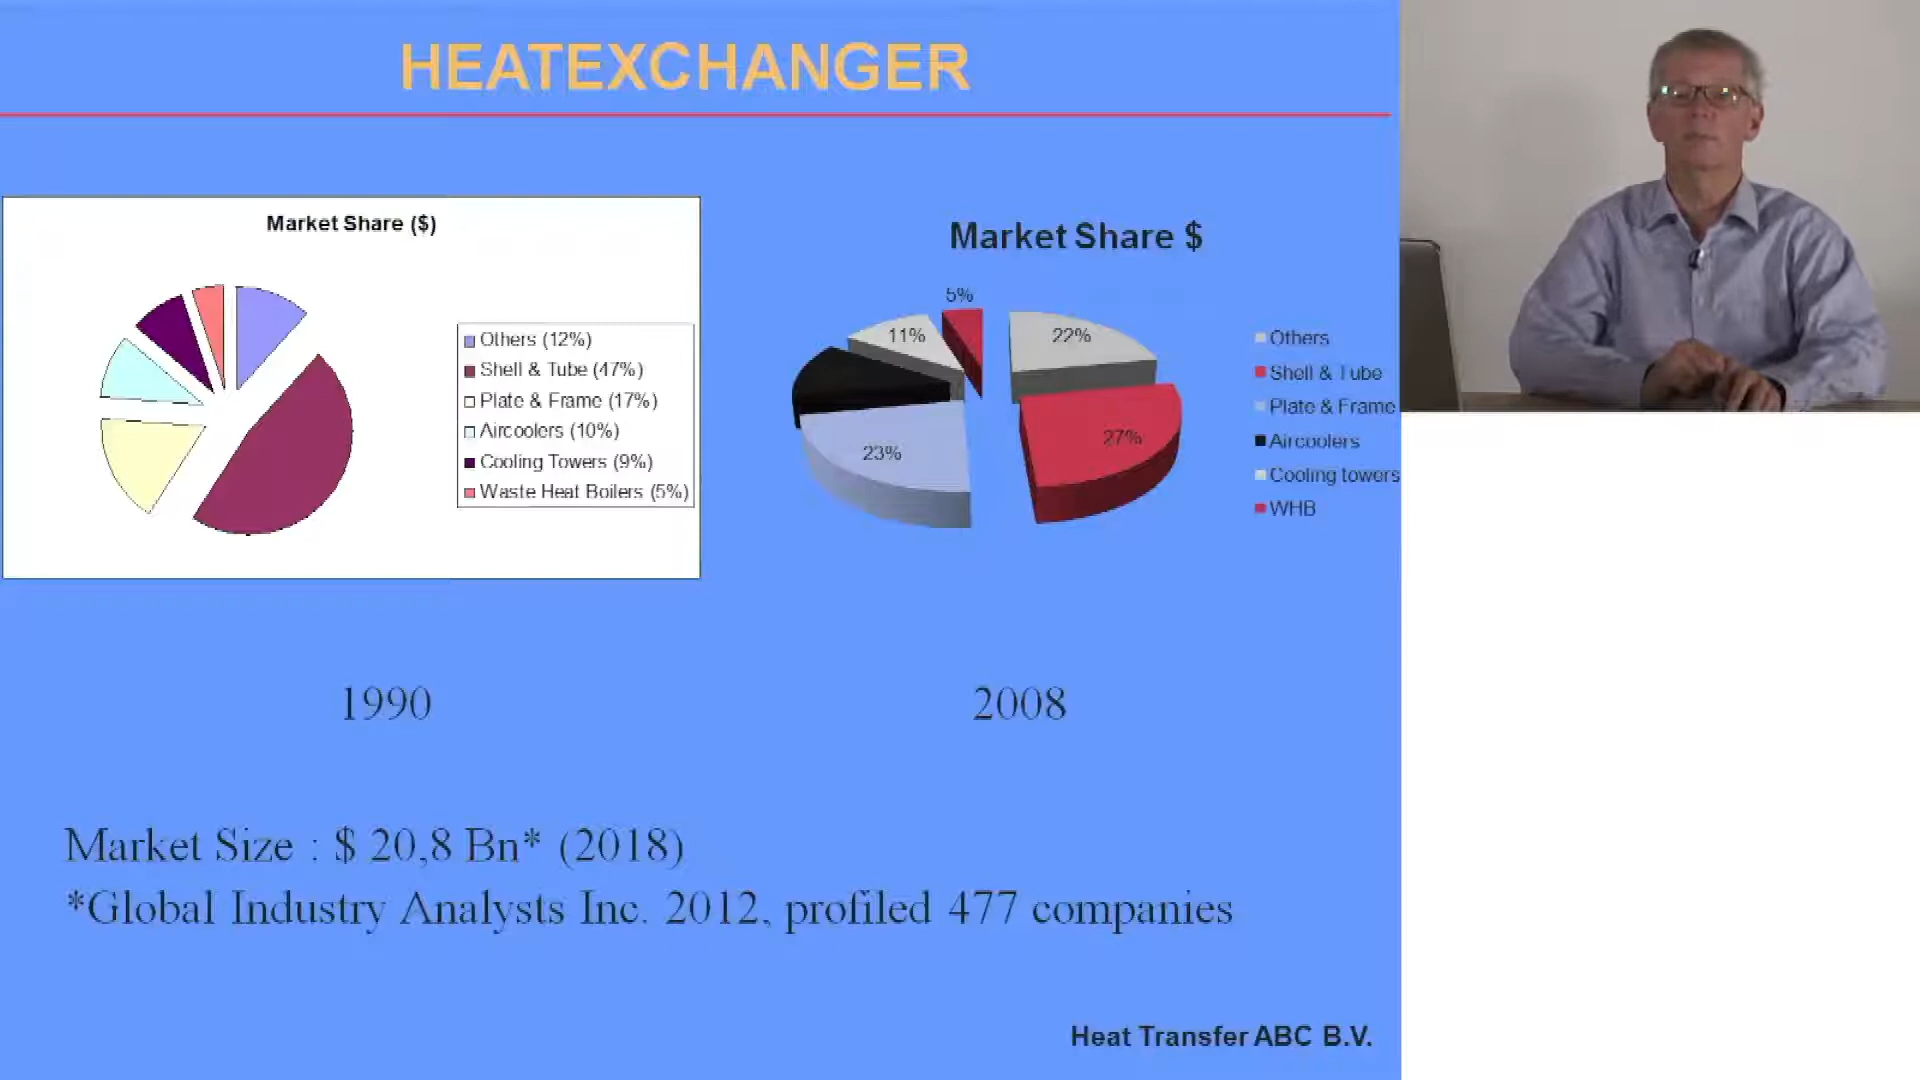 HEATEXCHANGER
Market Share ($)
Others (12%)
Shell & Tube (47%)
Plate & Frame (17%)
Aircoolers (10%)
Cooling Towers (9%)
Waste Heat Boilers (5%)
Market Share $
5%
11%
22%
27%
23%
Others
Shell & Tube
Plate & Frame
Aircoolers
Cooling towers
WHB
1990
2008
Market Size : $ 20,8 Bn* (2018)
*Global Industry Analysts Inc. 2012, profiled 477 companies
Heat Transfer ABC B.V.